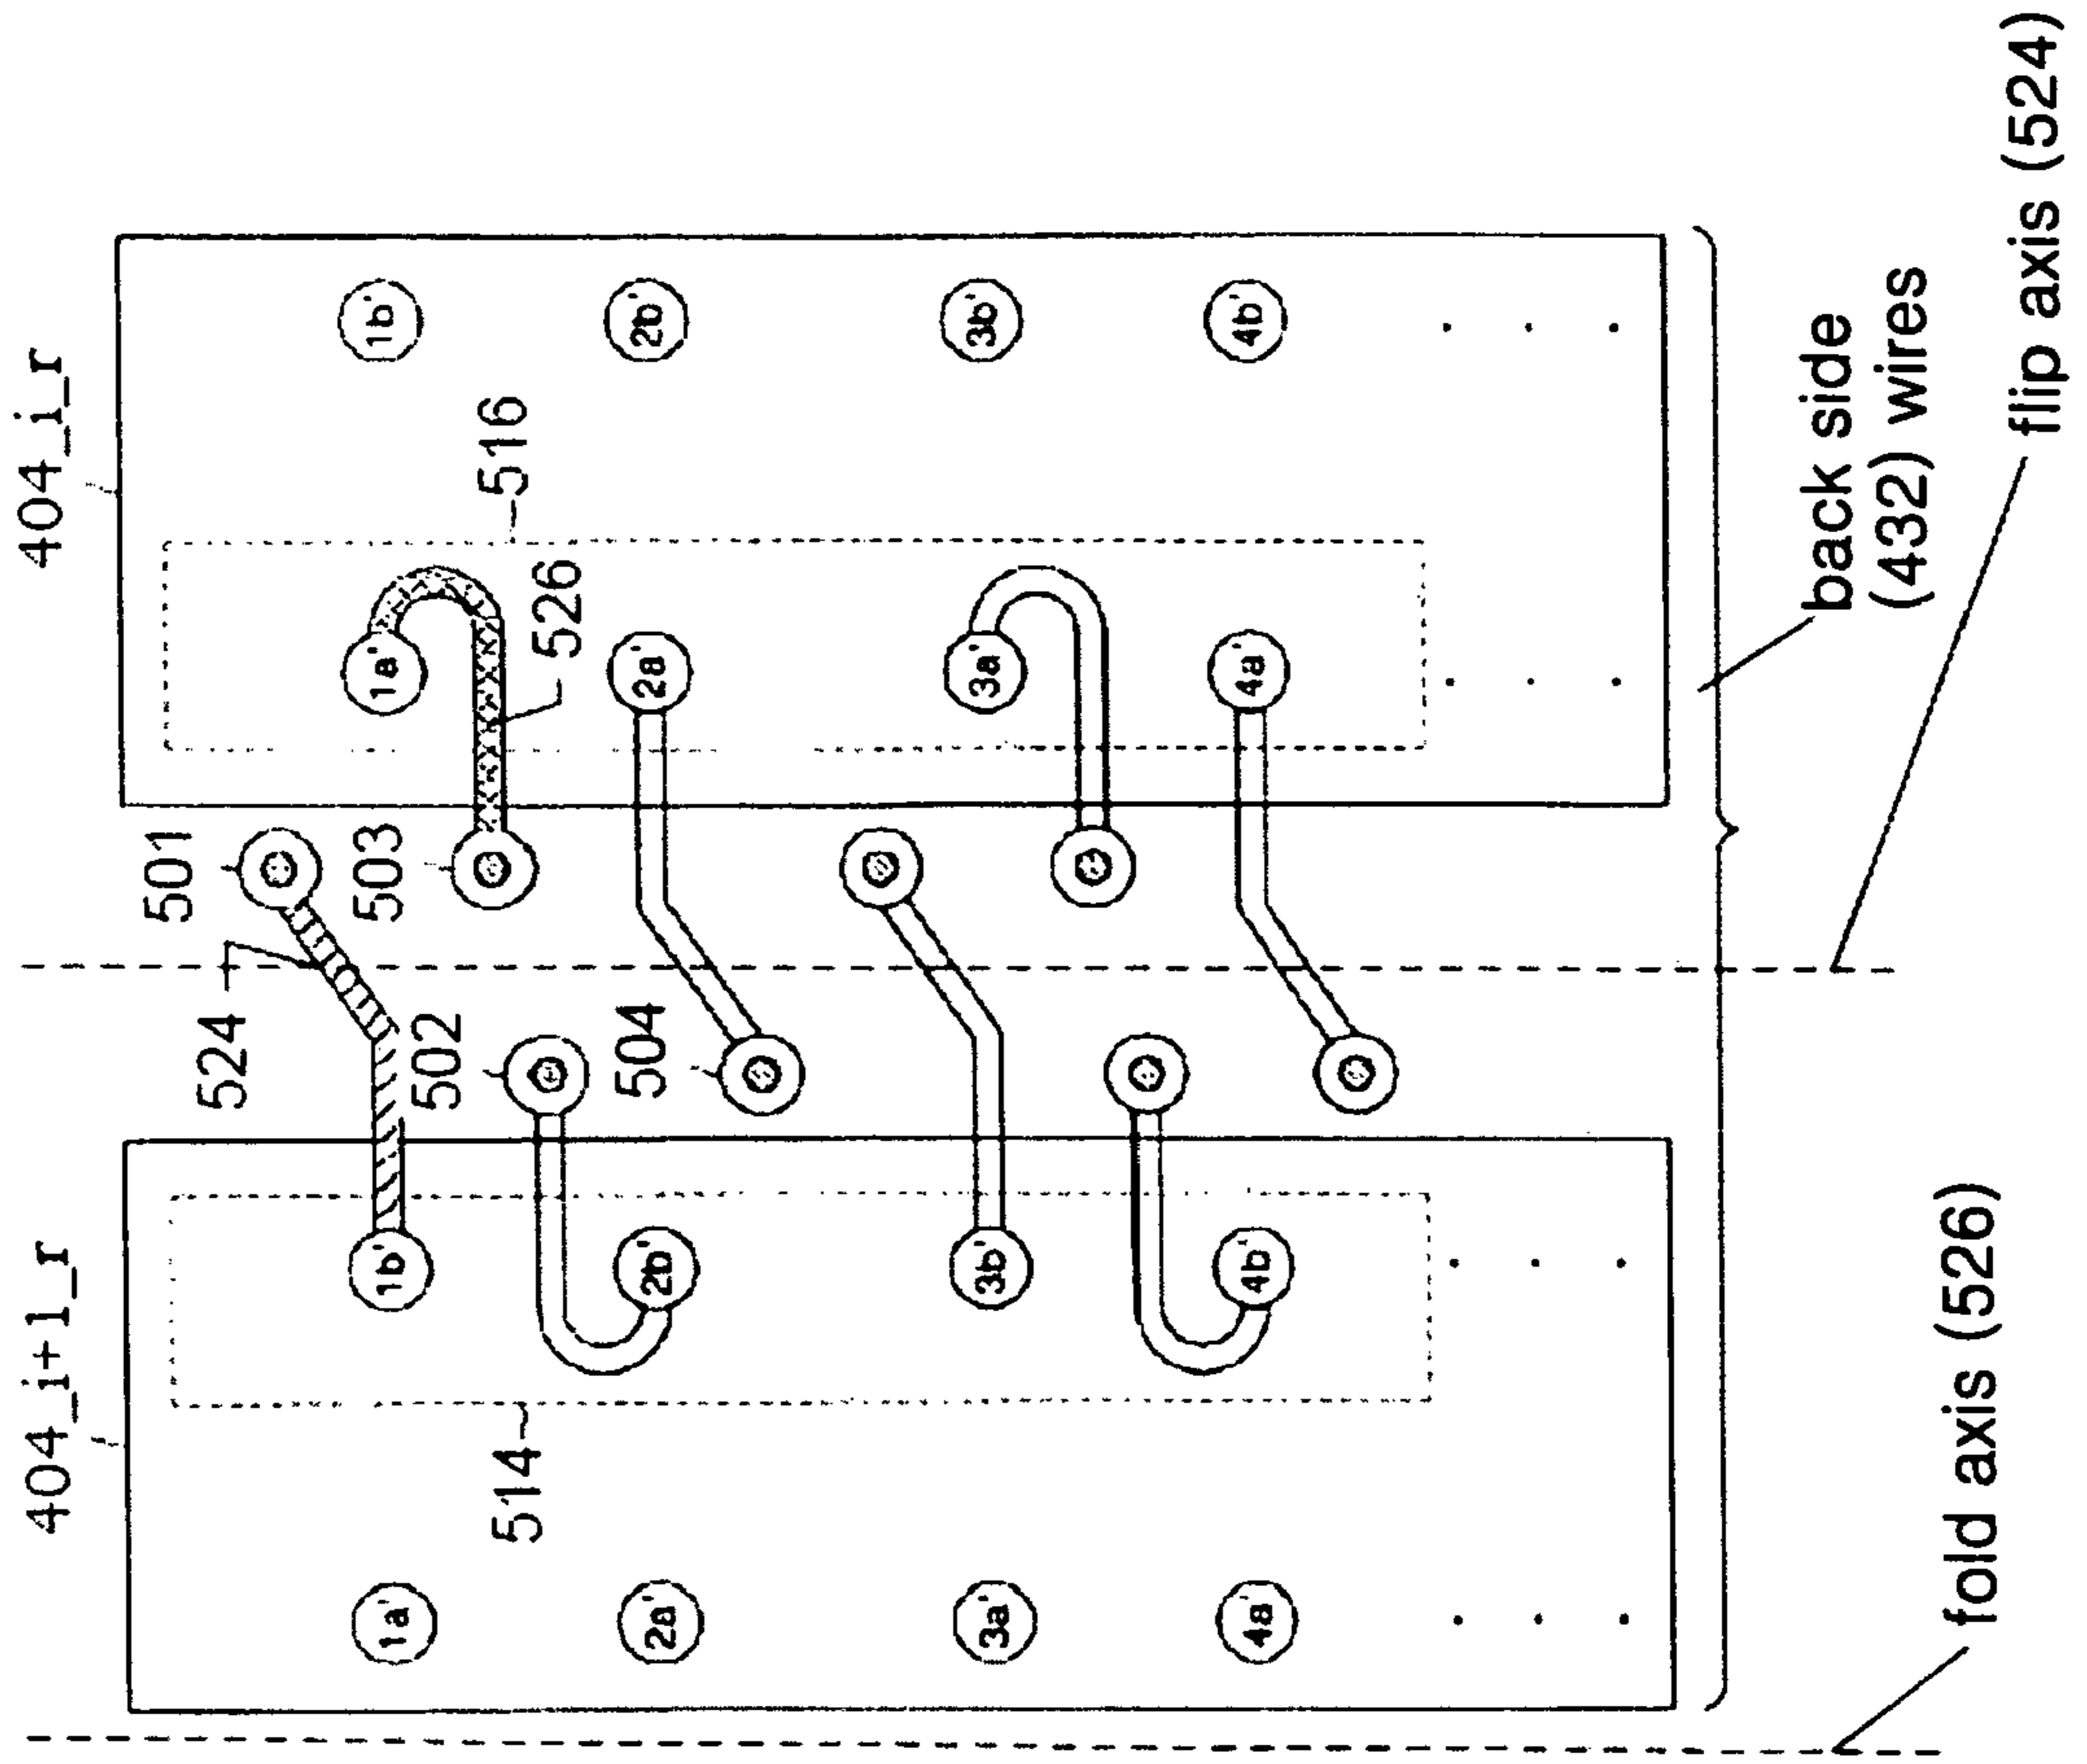 404_i+1_r
404_i_r
501
524
1a'
1b'
1a'
1b'
503
502
514
516
526
504
2a'
2b'
2a'
2b'
3a'
3b'
3a'
3b'
4a'
4b'
4a'
4b'
back side
(432) wires
fold axis (526)
flip axis (524)